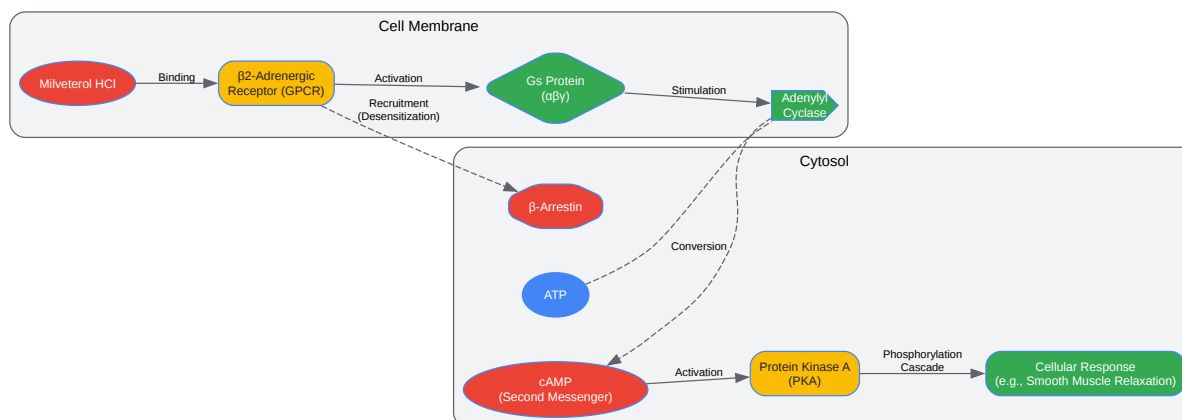 Cell Membrane
Milveterol HCl
Binding
β2-Adrenergic
Receptor (GPCR)
Activation
Gs Protein
(αβγ)
Stimulation
Adenylyl
Cyclase
Recruitment
(Desensitization)
Cytosol
β-Arrestin
Conversion
ATP
cAMP
(Second Messenger)
Activation
Protein Kinase A
(PKA)
Phosphorylation
Cascade
Cellular Response
(e.g., Smooth Muscle Relaxation)